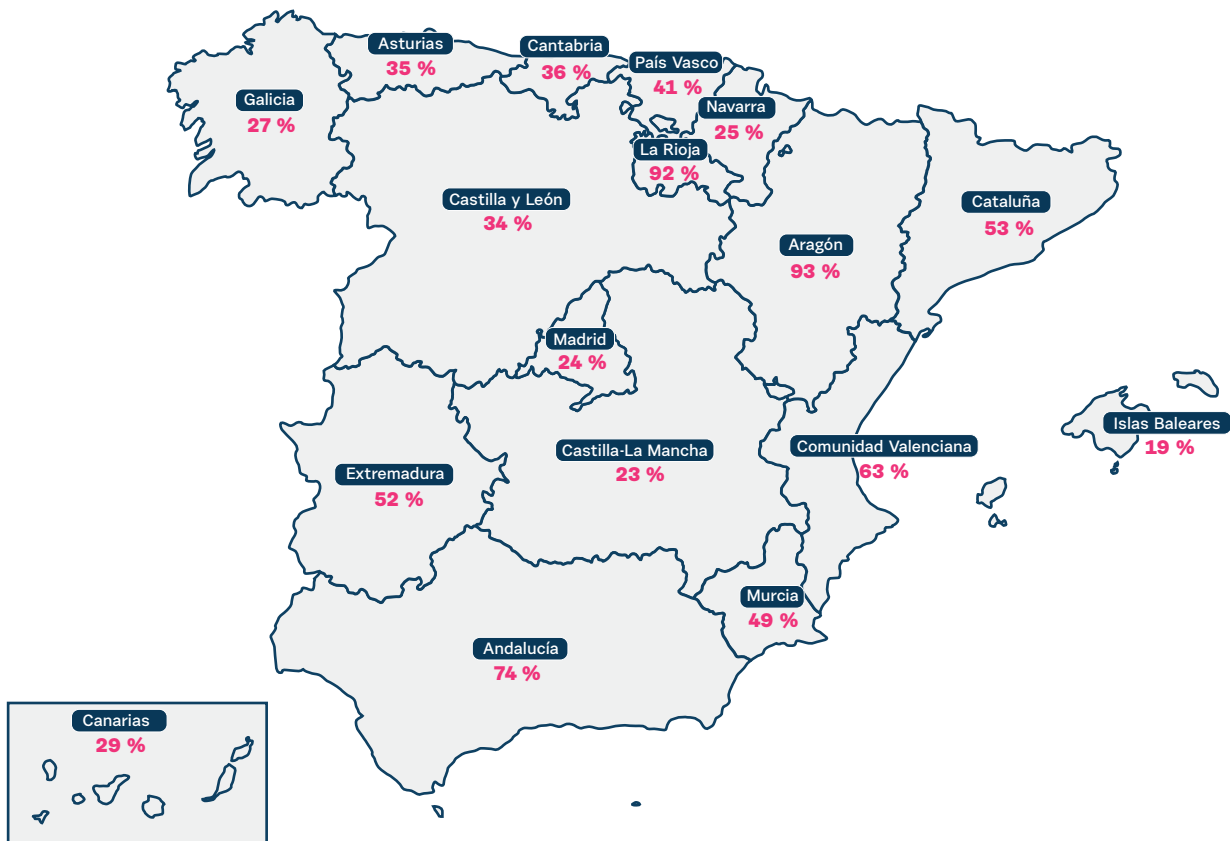 Asturias
35 %
Cantabria
36 %
País Vasco
41 %
Galicia
27 %
Navarra
25 %
La Rioja
92 %
Castilla y León
34 %
Cataluña
53 %
Aragón
93 %
Madrid
24 %
Islas Baleares
19 %
Comunidad Valenciana
63 %
Castilla-La Mancha
23 %
Extremadura
52 %
Murcia
49 %
Andalucía
74 %
Canarias
29 %